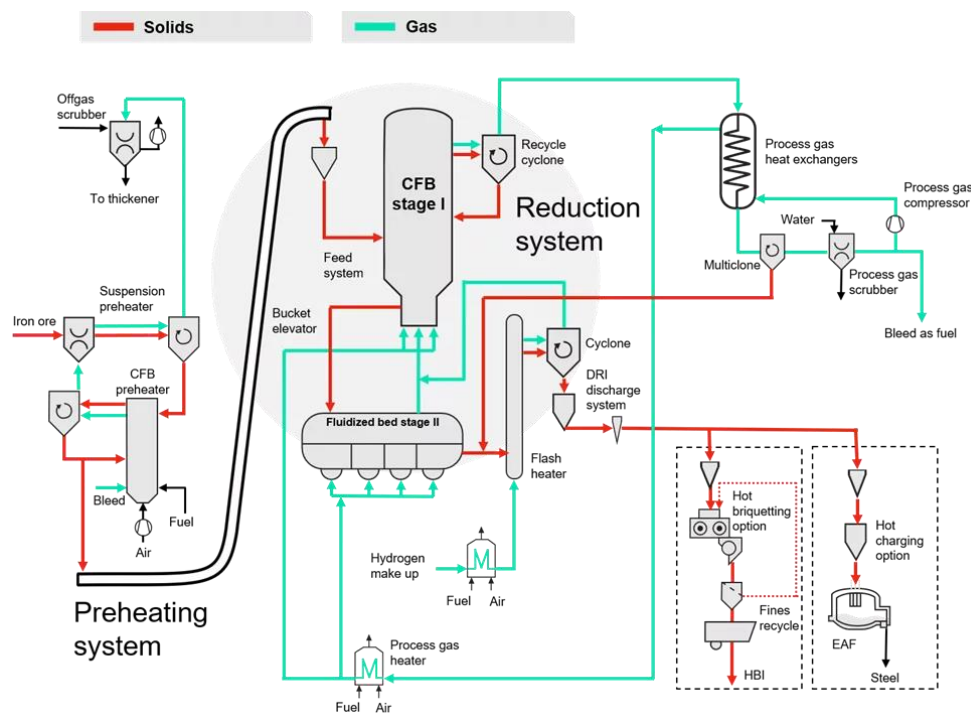 Solids
Gas
Offgas
scrubber
To thickener
Suspension
preheater
Iron ore
CFB
preheater
Bleed
Fuel
Air
Preheating
system
Bucket
elevator
Feed
system
CFB
stage I
Recycle
cyclone
Reduction
system
Fluidized bed stage II
Cyclone
DRI
discharge
system
Flash
heater
Hydrogen
make up
Fuel
Air
Process gas
heater
Fuel
Air
Process gas
heat exchangers
Process gas
compressor
Water
Multiclone
Process gas
scrubber
Bleed as fuel
Hot
briquetting
option
Fines
recycle
HBI
Hot
charging
option
EAF
Steel